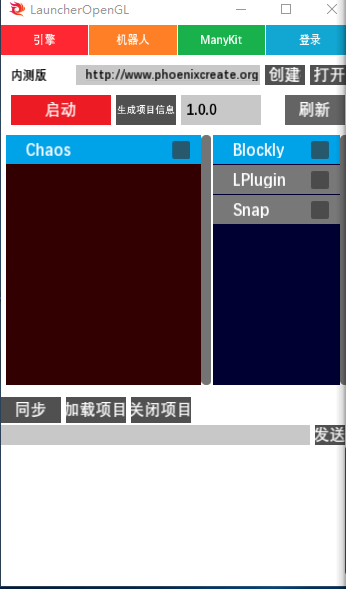 LauncherOpenGL
引擎 机器人 ManyKit 登录
内测版 http://www.phoenixcreate.org 创建 打开
启动 生成项目信息 1.0.0 刷新
Chaos Blockly
LPlugin
Snap
同步 加载项目 关闭项目
发送